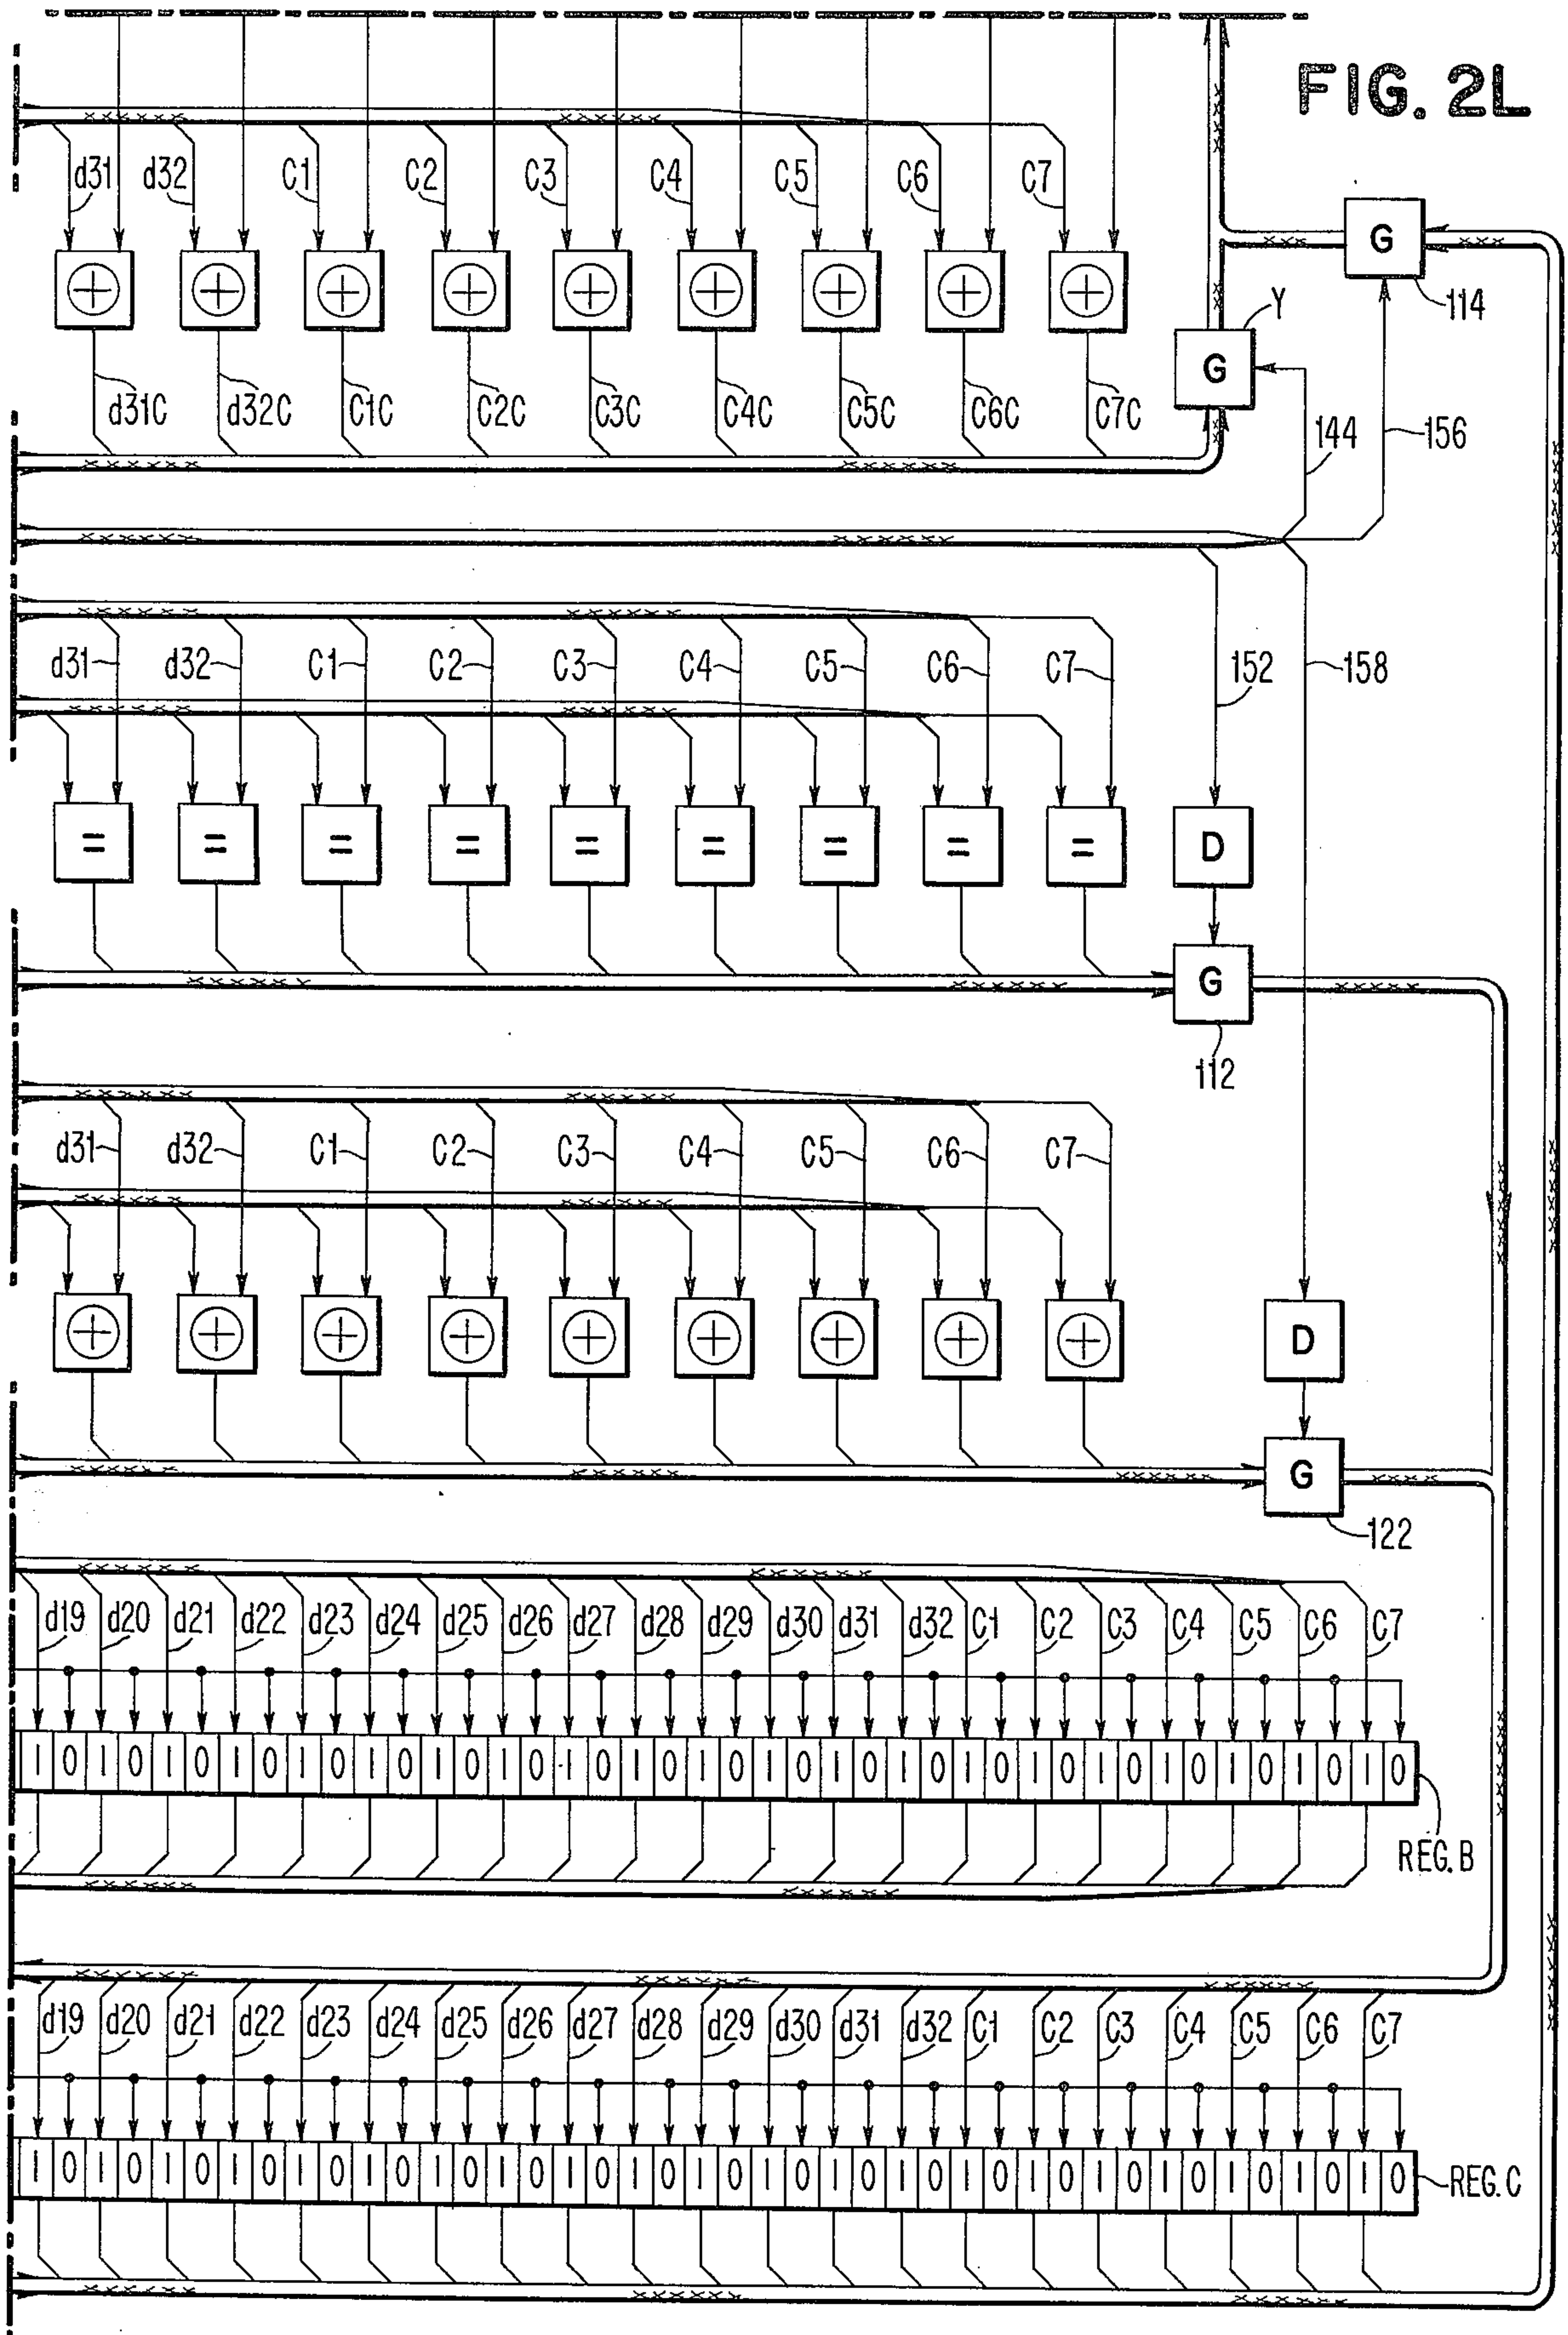 FIG. 2L
d31 d32 C1 C2 C3 C4 C5 C6 C7
G
114
Y
G
d31C d32C C1C C2C C3C C4C C5C C6C C7C
144 156
d31 d32 C1 C2 C3 C4 C5 C6 C7 152 158
= = = = = = = = = D
G
112
d31 d32 C1 C2 C3 C4 C5 C6 C7
D
G
122
d19 d20 d21 d22 d23 d24 d25 d26 d27 d28 d29 d30 d31 d32 C1 C2 C3 C4 C5 C6 C7
1 0 1 0 1 0 1 0 1 0 1 0 1 0 1 0 1 0 1 0 1 0 1 0 1 0 1 0 1 0 1 0 1 0 1 0 1 0 1 0 1 0
REG. B
d19 d20 d21 d22 d23 d24 d25 d26 d27 d28 d29 d30 d31 d32 C1 C2 C3 C4 C5 C6 C7
1 0 1 0 1 0 1 0 1 0 1 0 1 0 1 0 1 0 1 0 1 0 1 0 1 0 1 0 1 0 1 0 1 0 1 0 1 0 1 0 1 0
REG. C